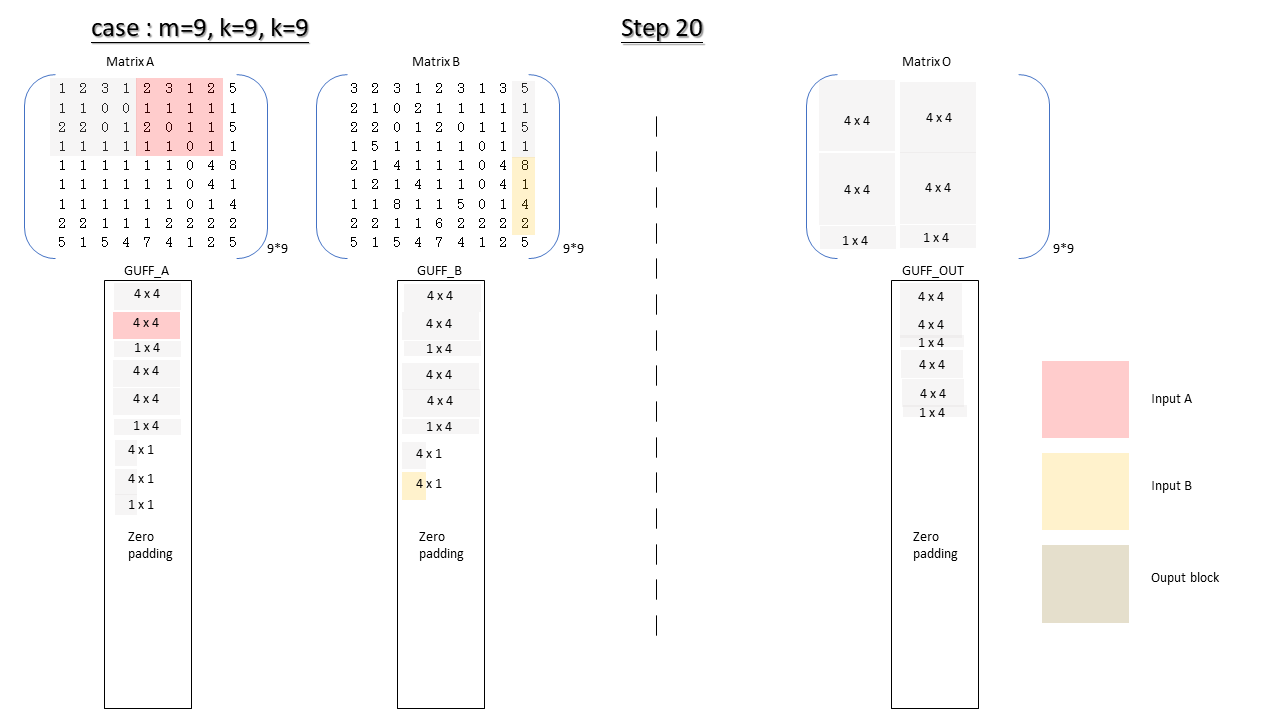 case : m=9, k=9, k=9
Step 20
Matrix A
Matrix B
Matrix O
1 2 3 1 2 3 1 2 5
1 1 0 0 1 1 1 1 1
2 2 0 1 2 0 1 1 5
1 1 1 1 1 1 0 1 1
1 1 1 1 1 1 0 4 8
1 1 1 1 1 1 0 4 1
1 1 1 1 1 1 0 1 4
2 2 1 1 1 2 2 2 2
5 1 5 4 7 4 1 2 5
9*9
3 2 3 1 2 3 1 3 5
2 1 0 2 1 1 1 1 1
2 2 0 1 2 0 1 1 5
1 5 1 1 1 1 0 1 1
2 1 4 1 1 1 0 4 8
1 2 1 4 1 1 0 4 1
1 1 8 1 1 5 0 1 4
2 2 1 1 6 2 2 2 2
5 1 5 4 7 4 1 2 5
9*9
4 x 4
4 x 4
4 x 4
4 x 4
1 x 4
1 x 4
9*9
GUFF_A
4 x 4
4 x 4
1 x 4
4 x 4
4 x 4
1 x 4
4 x 1
4 x 1
1 x 1
Zero
padding
GUFF_B
4 x 4
4 x 4
1 x 4
4 x 4
4 x 4
1 x 4
4 x 1
4 x 1
Zero
padding
GUFF_OUT
4 x 4
4 x 4
1 x 4
4 x 4
4 x 4
1 x 4
Zero
padding
Input A
Input B
Ouput block